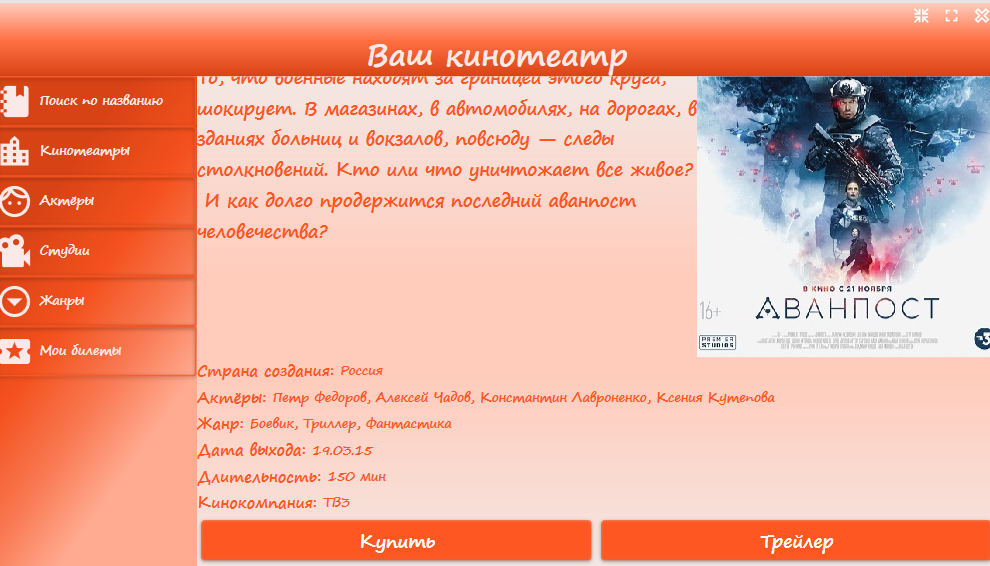 Ваш кинотеатр
Поиск по названию
Кинотеатры
Актёры
Студии
Жанры
Мои билеты
То, что военные находят за границей этого круга,
шокирует. В магазинах, в автомобилях, на дорогах, в
зданиях больниц и вокзалов, повсюду — следы
столкновений. Кто или что уничтожает все живое?
И как долго продержится последний аванпост
человечества?
В КИНО С 21 НОЯБРЯ
16+
АВАНПОСТ
PREMIER
STUDIOS
Страна создания: Россия
Актёры: Петр Федоров, Алексей Чадов, Константин Лавроненко, Ксения Кутепова
Жанр: Боевик, Триллер, Фантастика
Дата выхода: 19.03.15
Длительность: 150 мин
Кинокомпания: ТВ3
Купить
Трейлер